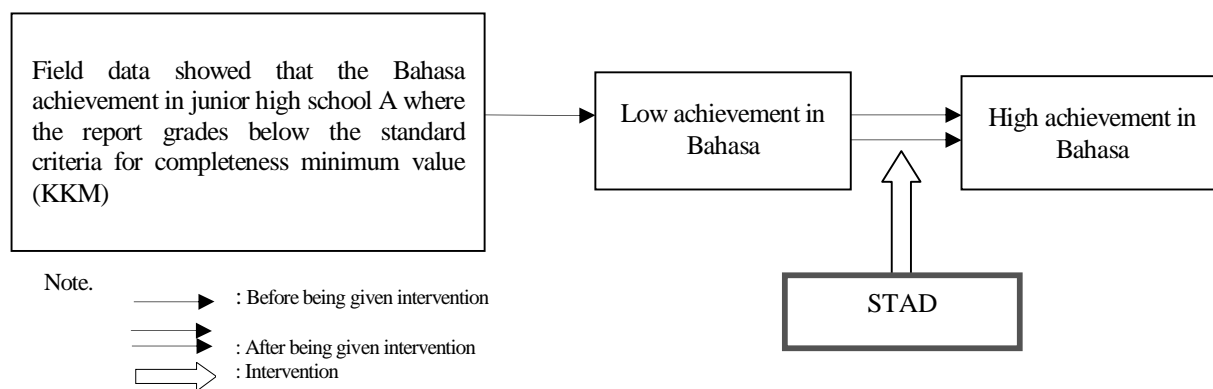 Field data showed that the Bahasa
achievement in junior high school A where
the report grades below the standard
criteria for completeness minimum value
(KKM)
Low achievement in
Bahasa
High achievement in
Bahasa
STAD
Note.
: Before being given intervention
: After being given intervention
: Intervention